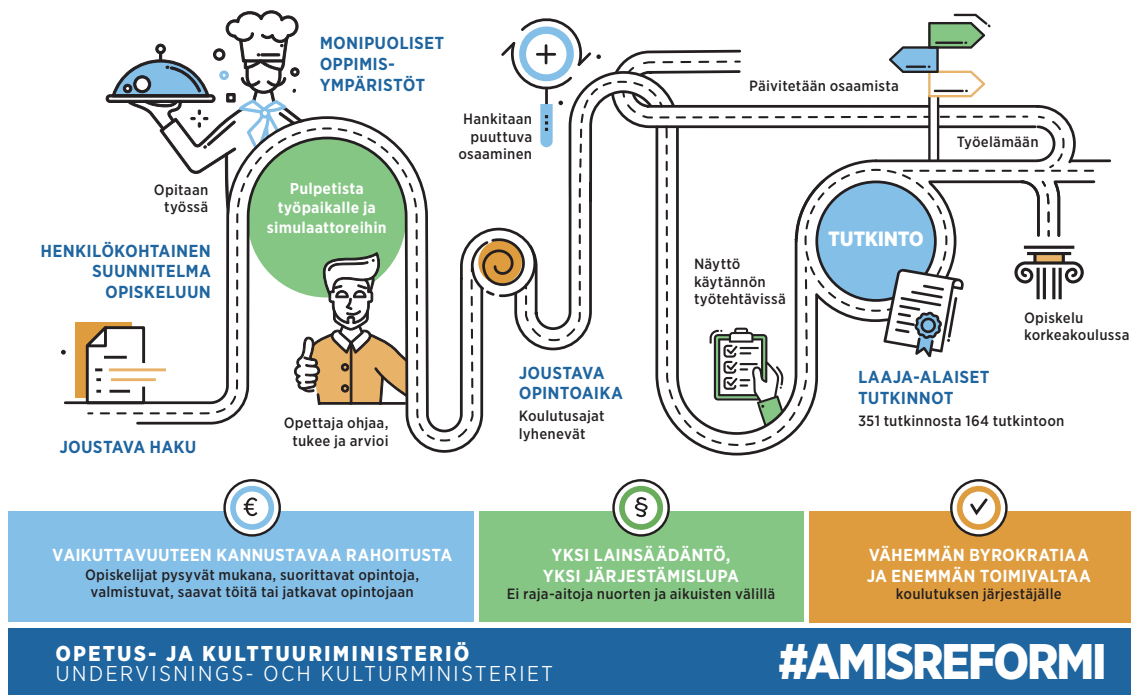 MONIPUOLISET
OPPIMIS-
YMPÄRISTÖT
Opitaan
työssä
Pulpetista
työpaikalle ja
simulaattoreihin
HENKILÖKOHTAINEN
SUUNNITELMA
OPISKELUUN
JOUSTAVA HAKU
Opettaja ohjaa,
tukee ja arvioi
Hankitaan
puuttuva
osaaminen
JOUSTAVA
OPINTOAIKA
Koulutusajat
lyhenevät
Päivitetään osaamista
Työelämään
Näyttö
käytännön
työtehtävissä
TUTKINTO
Opiskelu
korkeakoulussa
LAAJA-ALAISET
TUTKINNOT
351 tutkinnosta 164 tutkintoon
€
VAIKUTTAVUUTEEN KANNUSTAVAA RAHOITUSTA
Opiskelijat pysyvät mukana, suorittavat opintoja,
valmistuvat, saavat töitä tai jatkavat opintojaan
§
YKSI LAINSÄÄDÄNTÖ,
YKSI JÄRJESTÄMISLUPA
Ei raja-aitoja nuorten ja aikuisten välillä
VÄHEMMÄN BYROKRATIAA
JA ENEMMÄN TOIMIVALTAA
koulutuksen järjestäjälle
OPETUS- JA KULTTUURIMINISTERIÖ
UNDERVISNINGS- OCH KULTURMINISTERIET
#AMISREFORMI